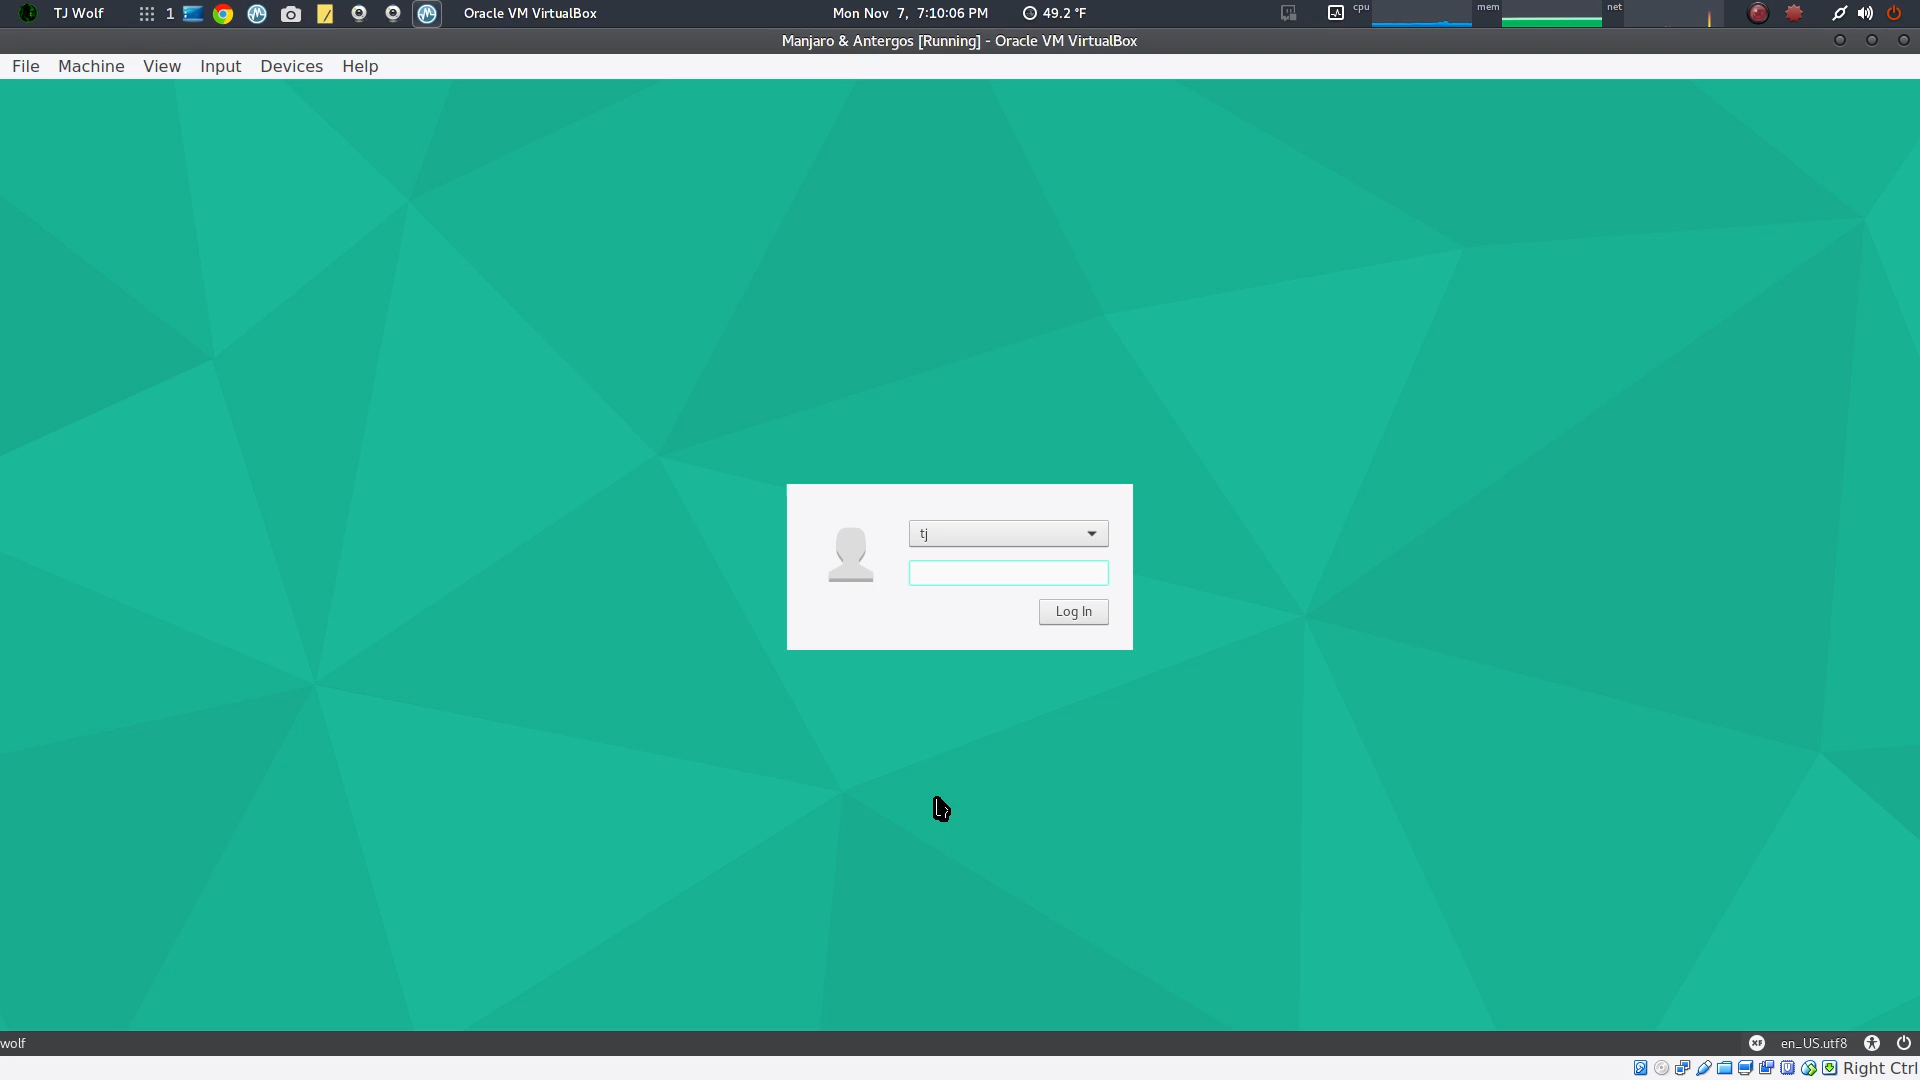 TJ Wolf 1 Oracle VM VirtualBox Mon Nov 7, 7:10:06 PM 49.2 °F cpu mem net
Manjaro & Antergos [Running] - Oracle VM VirtualBox
File Machine View Input Devices Help
tj
Log In
wolf XF en_US.utf8
Right Ctrl